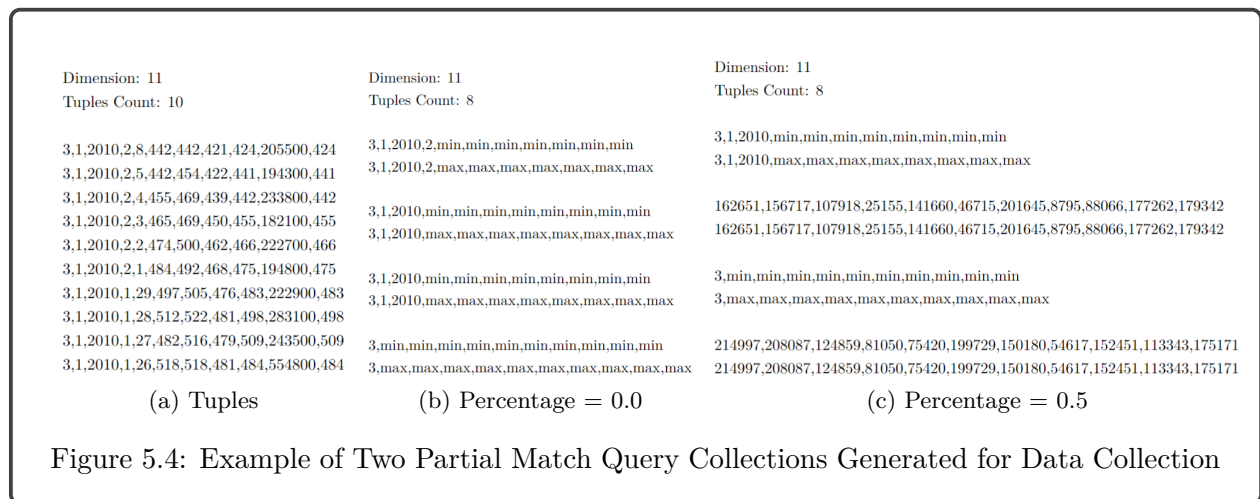 Dimension: 11
Tuples Count: 10
3,1,2010,2,8,442,442,421,424,205500,424
3,1,2010,2,5,442,454,422,441,194300,441
3,1,2010,2,4,455,469,439,442,233800,442
3,1,2010,2,3,465,469,450,455,182100,455
3,1,2010,2,2,474,500,462,466,222700,466
3,1,2010,2,1,484,492,468,475,194800,475
3,1,2010,1,29,497,505,476,483,222900,483
3,1,2010,1,28,512,522,481,498,283100,498
3,1,2010,1,27,482,516,479,509,243500,509
3,1,2010,1,26,518,518,481,484,554800,484
(a) Tuples
Dimension: 11
Tuples Count: 8
3,1,2010,2,min,min,min,min,min,min,min
3,1,2010,2,max,max,max,max,max,max,max
3,1,2010,min,min,min,min,min,min,min,min
3,1,2010,max,max,max,max,max,max,max,max
3,1,2010,min,min,min,min,min,min,min,min
3,1,2010,max,max,max,max,max,max,max,max
3,min,min,min,min,min,min,min,min,min,min
3,max,max,max,max,max,max,max,max,max,max
(b) Percentage = 0.0
Dimension: 11
Tuples Count: 8
3,1,2010,min,min,min,min,min,min,min,min
3,1,2010,max,max,max,max,max,max,max,max
162651,156717,107918,25155,141660,46715,201645,8795,88066,177262,179342
162651,156717,107918,25155,141660,46715,201645,8795,88066,177262,179342
3,min,min,min,min,min,min,min,min,min,min
3,max,max,max,max,max,max,max,max,max,max
214997,208087,124859,81050,75420,199729,150180,54617,152451,113343,175171
214997,208087,124859,81050,75420,199729,150180,54617,152451,113343,175171
(c) Percentage = 0.5
Figure 5.4: Example of Two Partial Match Query Collections Generated for Data Collection